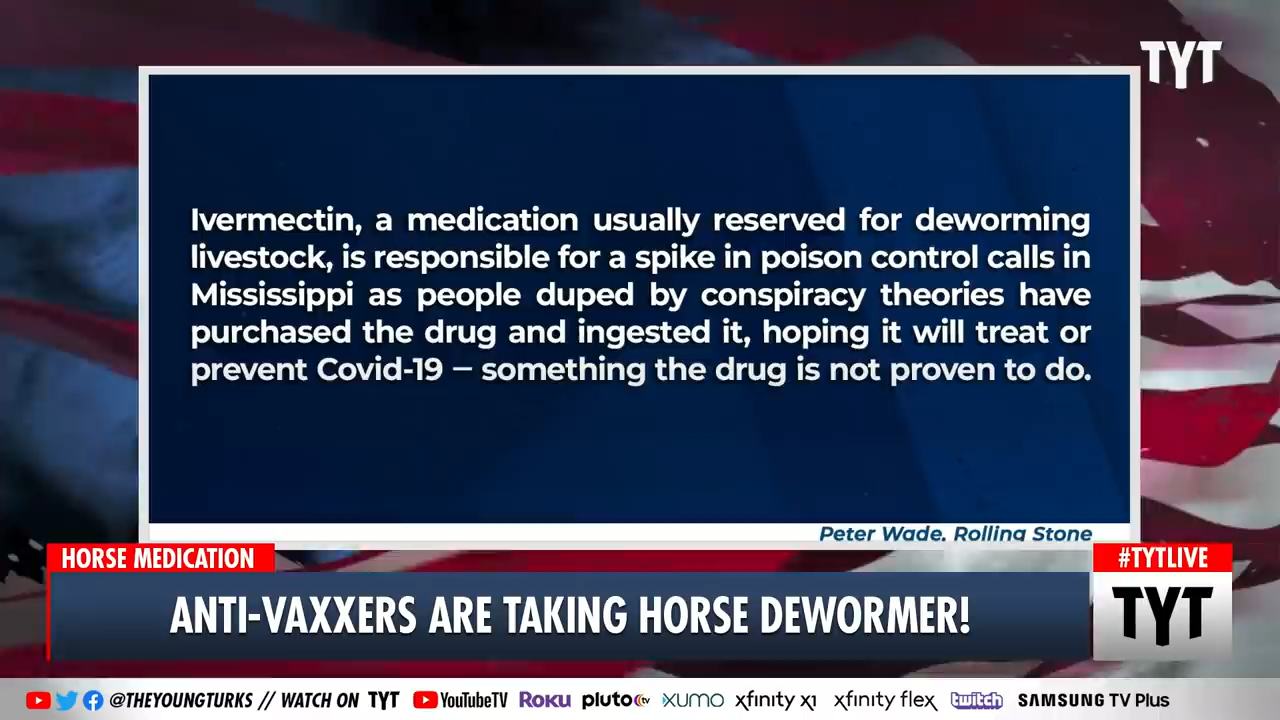 TYT
Ivermectin, a medication usually reserved for deworming
livestock, is responsible for a spike in poison control calls in
Mississippi as people duped by conspiracy theories have
purchased the drug and ingested it, hoping it will treat or
prevent Covid-19 – something the drug is not proven to do.
Peter Wade, Rolling Stone
HORSE MEDICATION
#TYTLIVE
ANTI-VAXXERS ARE TAKING HORSE DEWORMER!
TYT
@THEYOUNGTURKS // WATCH ON TYT YouTubeTV Roku pluto tv xumo xfinity x1 xfinity flex twitch SAMSUNG TV Plus